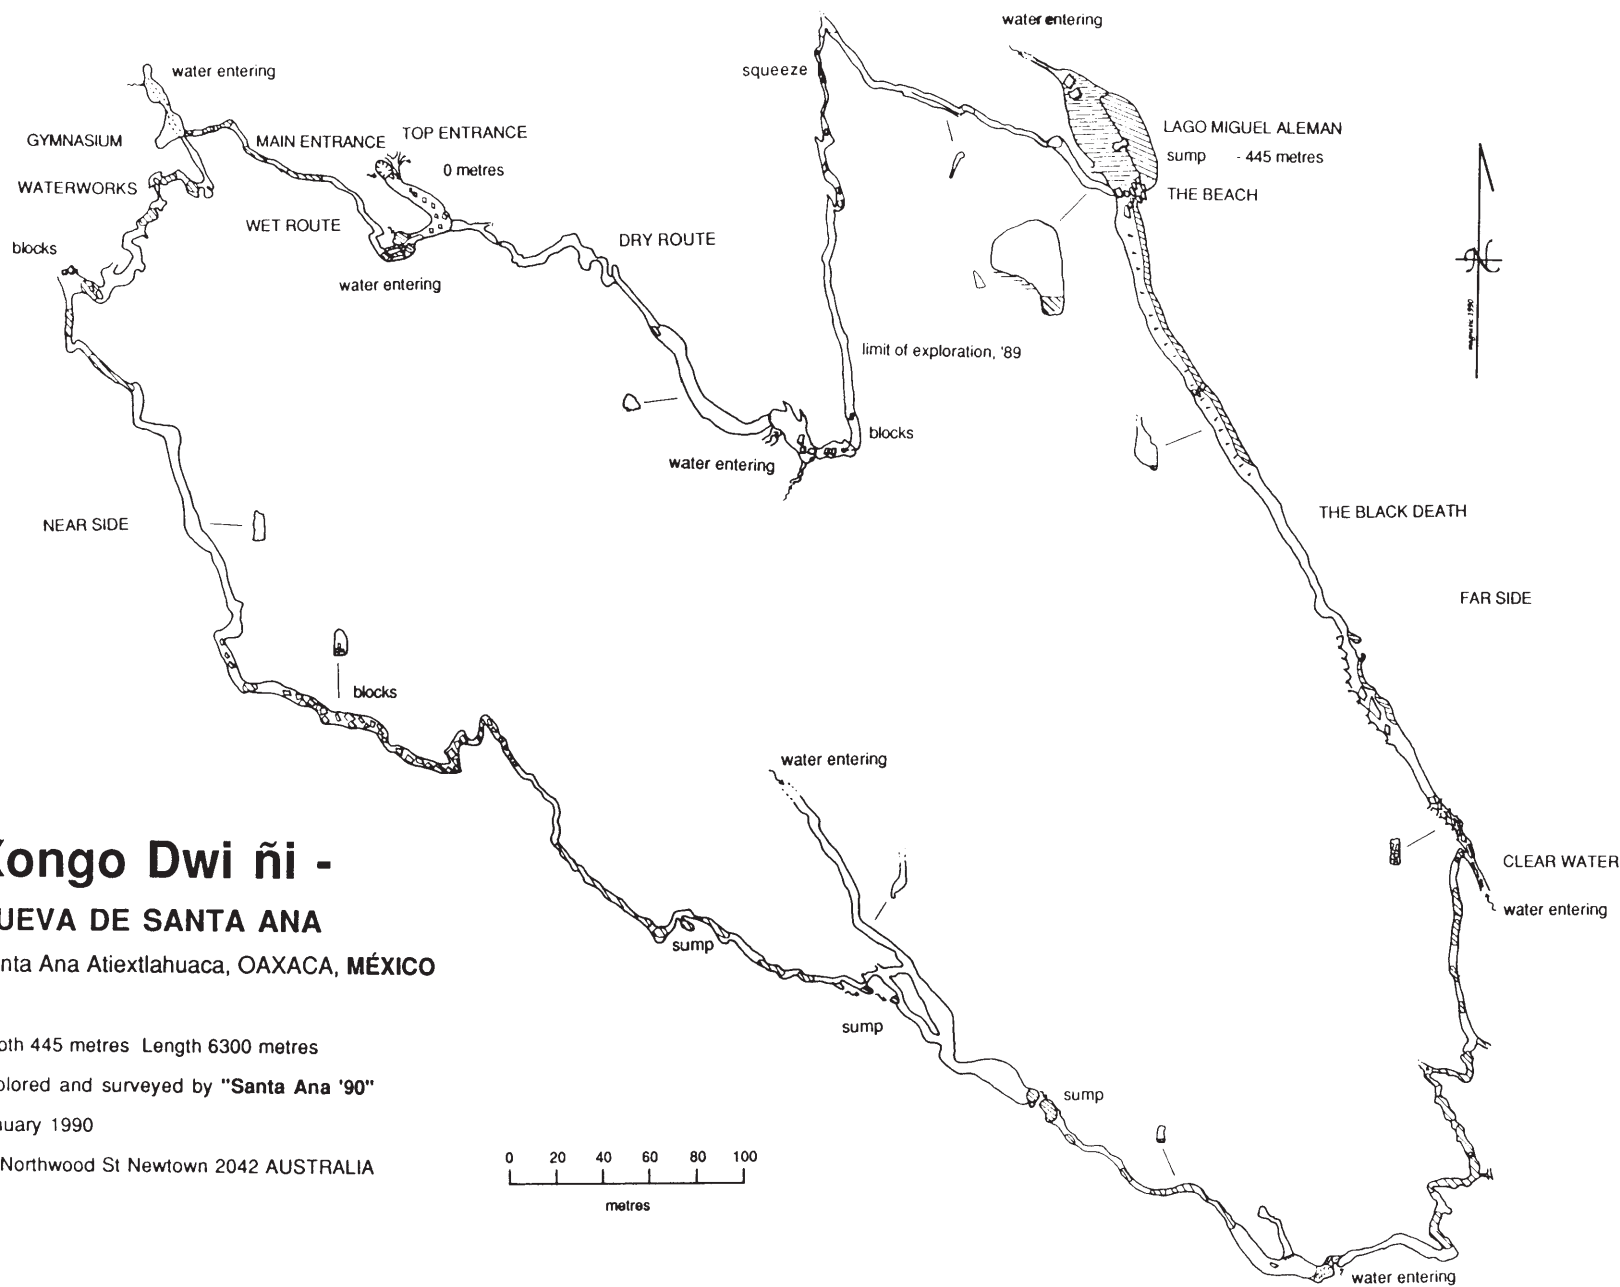 water entering
water entering
squeeze
GYMNASIUM
MAIN ENTRANCE
TOP ENTRANCE
0 metres
LAGO MIGUEL ALEMAN
sump - 445 metres
WATERWORKS
THE BEACH
WET ROUTE
DRY ROUTE
blocks
water entering
magnetic 1990
limit of exploration, '89
blocks
water entering
THE BLACK DEATH
NEAR SIDE
FAR SIDE
blocks
water entering
Xongo Dwi ñi -
UEVA DE SANTA ANA
nta Ana Atiextlahuaca, OAXACA, MÉXICO
CLEAR WATER
water entering
sump
sump
oth 445 metres Length 6300 metres
plored and surveyed by "Santa Ana '90"
nuary 1990
Northwood St Newtown 2042 AUSTRALIA
sump
0 20 40 60 80 100
metres
water entering